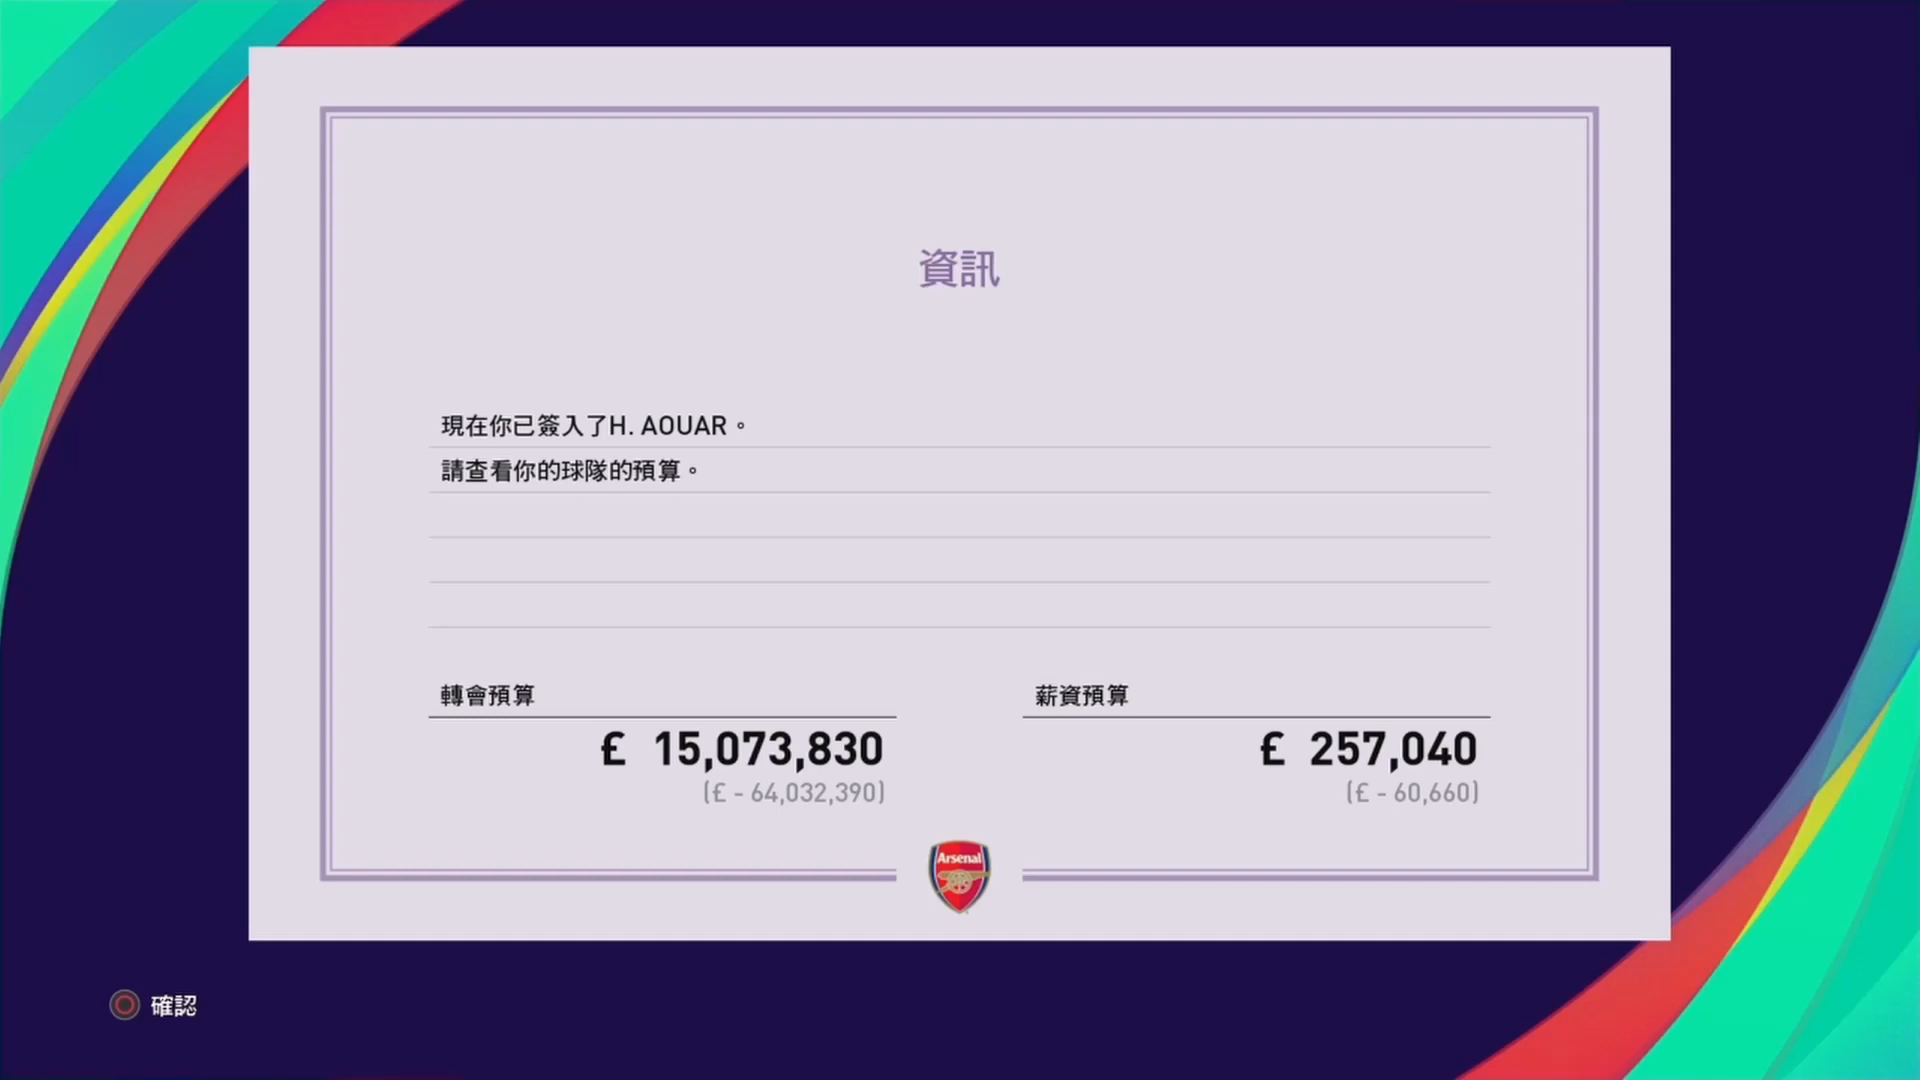 資訊
現在你已簽入了H. AOUAR。
請查看你的球隊的預算。
轉會預算
£ 15,073,830
(£ - 64,032,390)
薪資預算
£ 257,040
(£ - 60,660)
Arsenal
確認